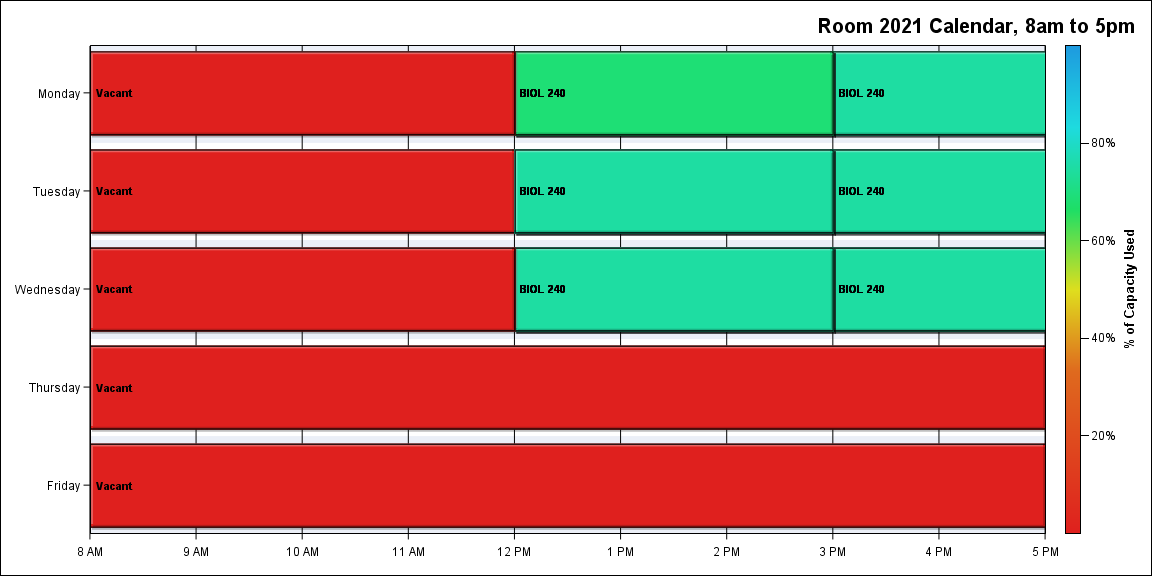 Room 2021 Calendar, 8am to 5pm
Monday
Vacant
BIOL 240
BIOL 240
Tuesday
Vacant
BIOL 240
BIOL 240
Wednesday
Vacant
BIOL 240
BIOL 240
Thursday
Vacant
Friday
Vacant
8 AM 9 AM 10 AM 11 AM 12 PM 1 PM 2 PM 3 PM 4 PM 5 PM
80%
60%
40%
20%
% of Capacity Used